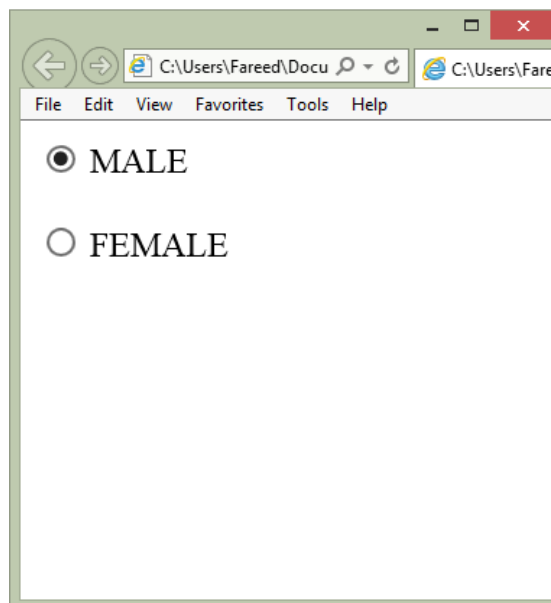 C:\Users\Fareed\Docu
C:\Users\Fare
File Edit View Favorites Tools Help
MALE
FEMALE